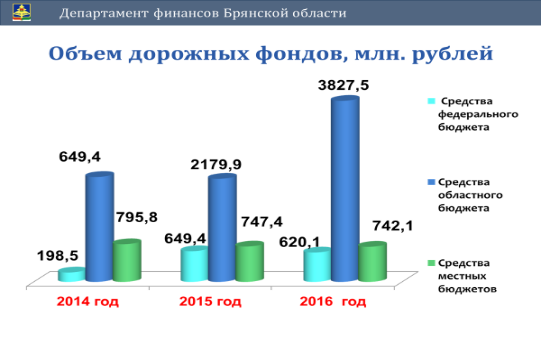 Департамент финансов Брянской области
Объем дорожных фондов, млн. рублей
3827,5
649,4
2179,9
795,8
198,5
649,4
747,4
620,1
742,1
2014 год
2015 год
2016 год
Средства
федерального
бюджета
Средства
областного
бюджета
Средства
местных
бюджетов